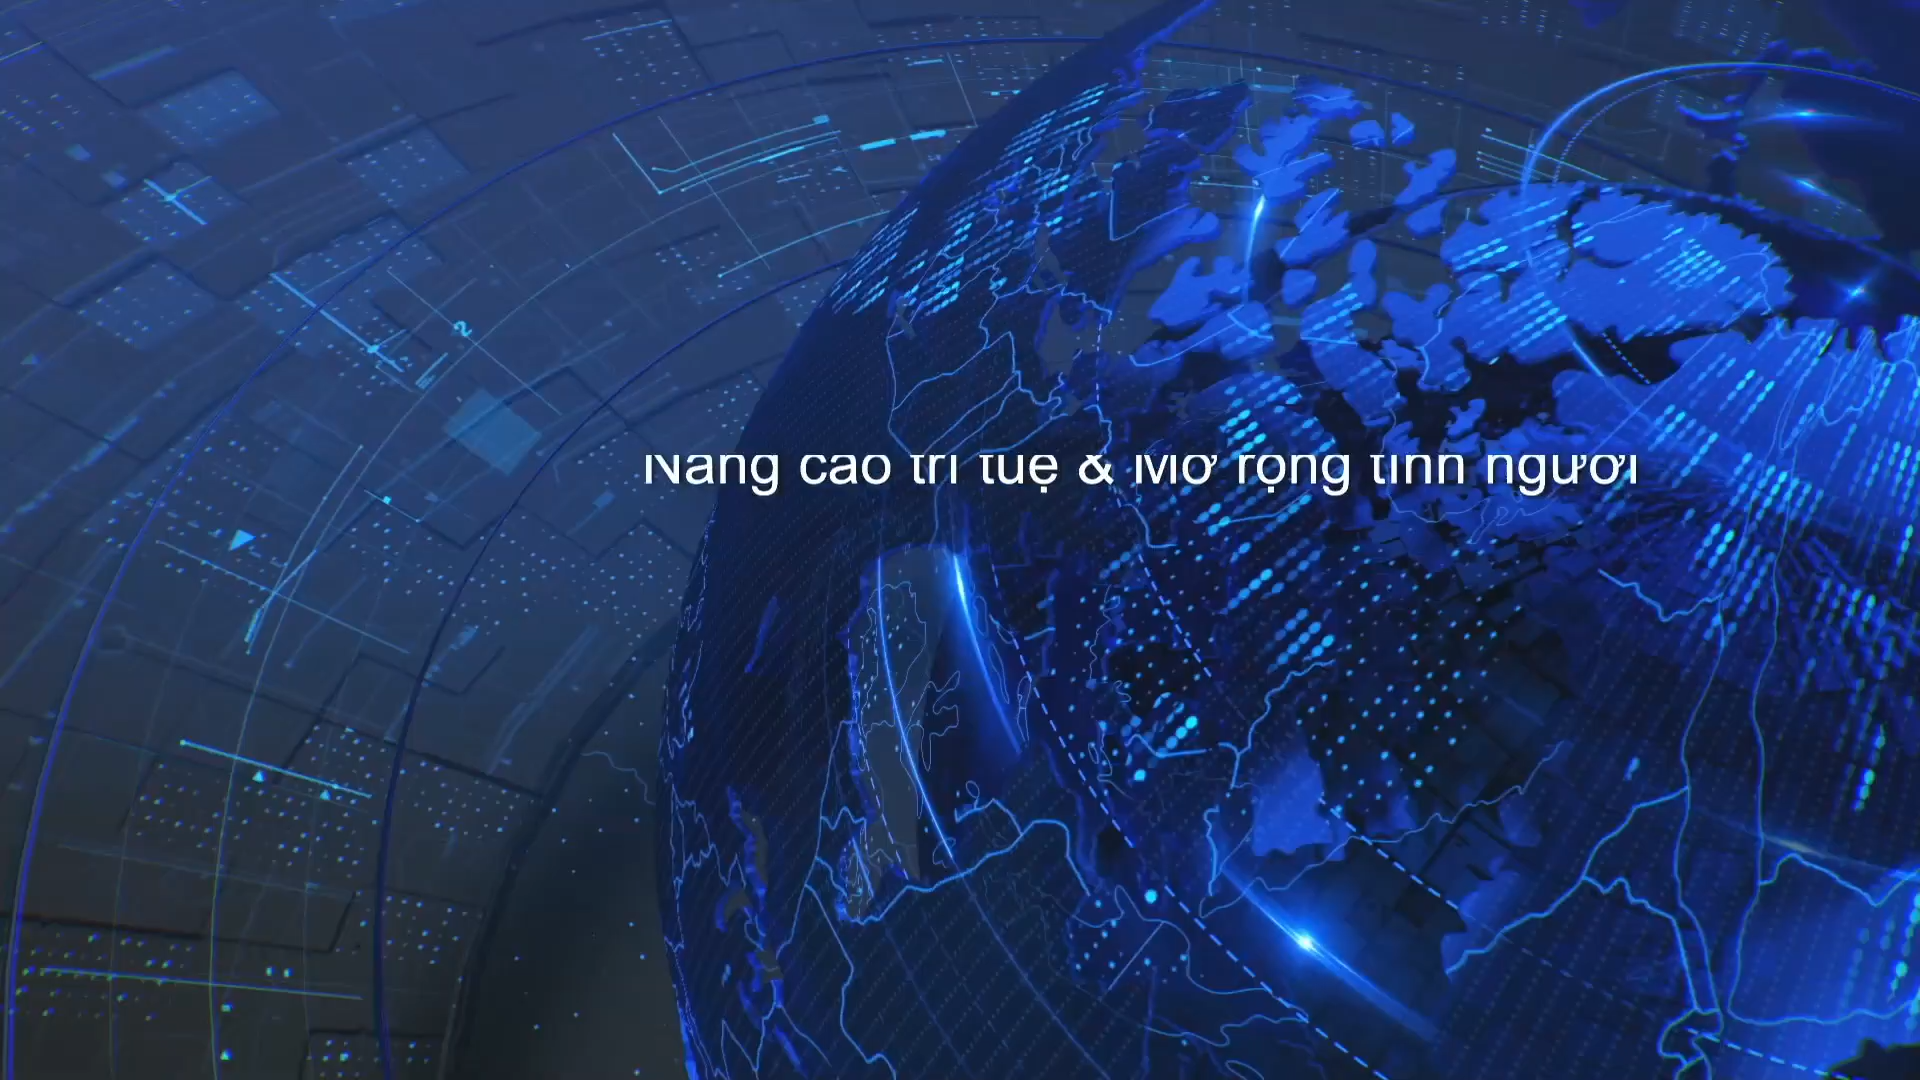 Nâng cao trí tuệ & Mở rộng tình người